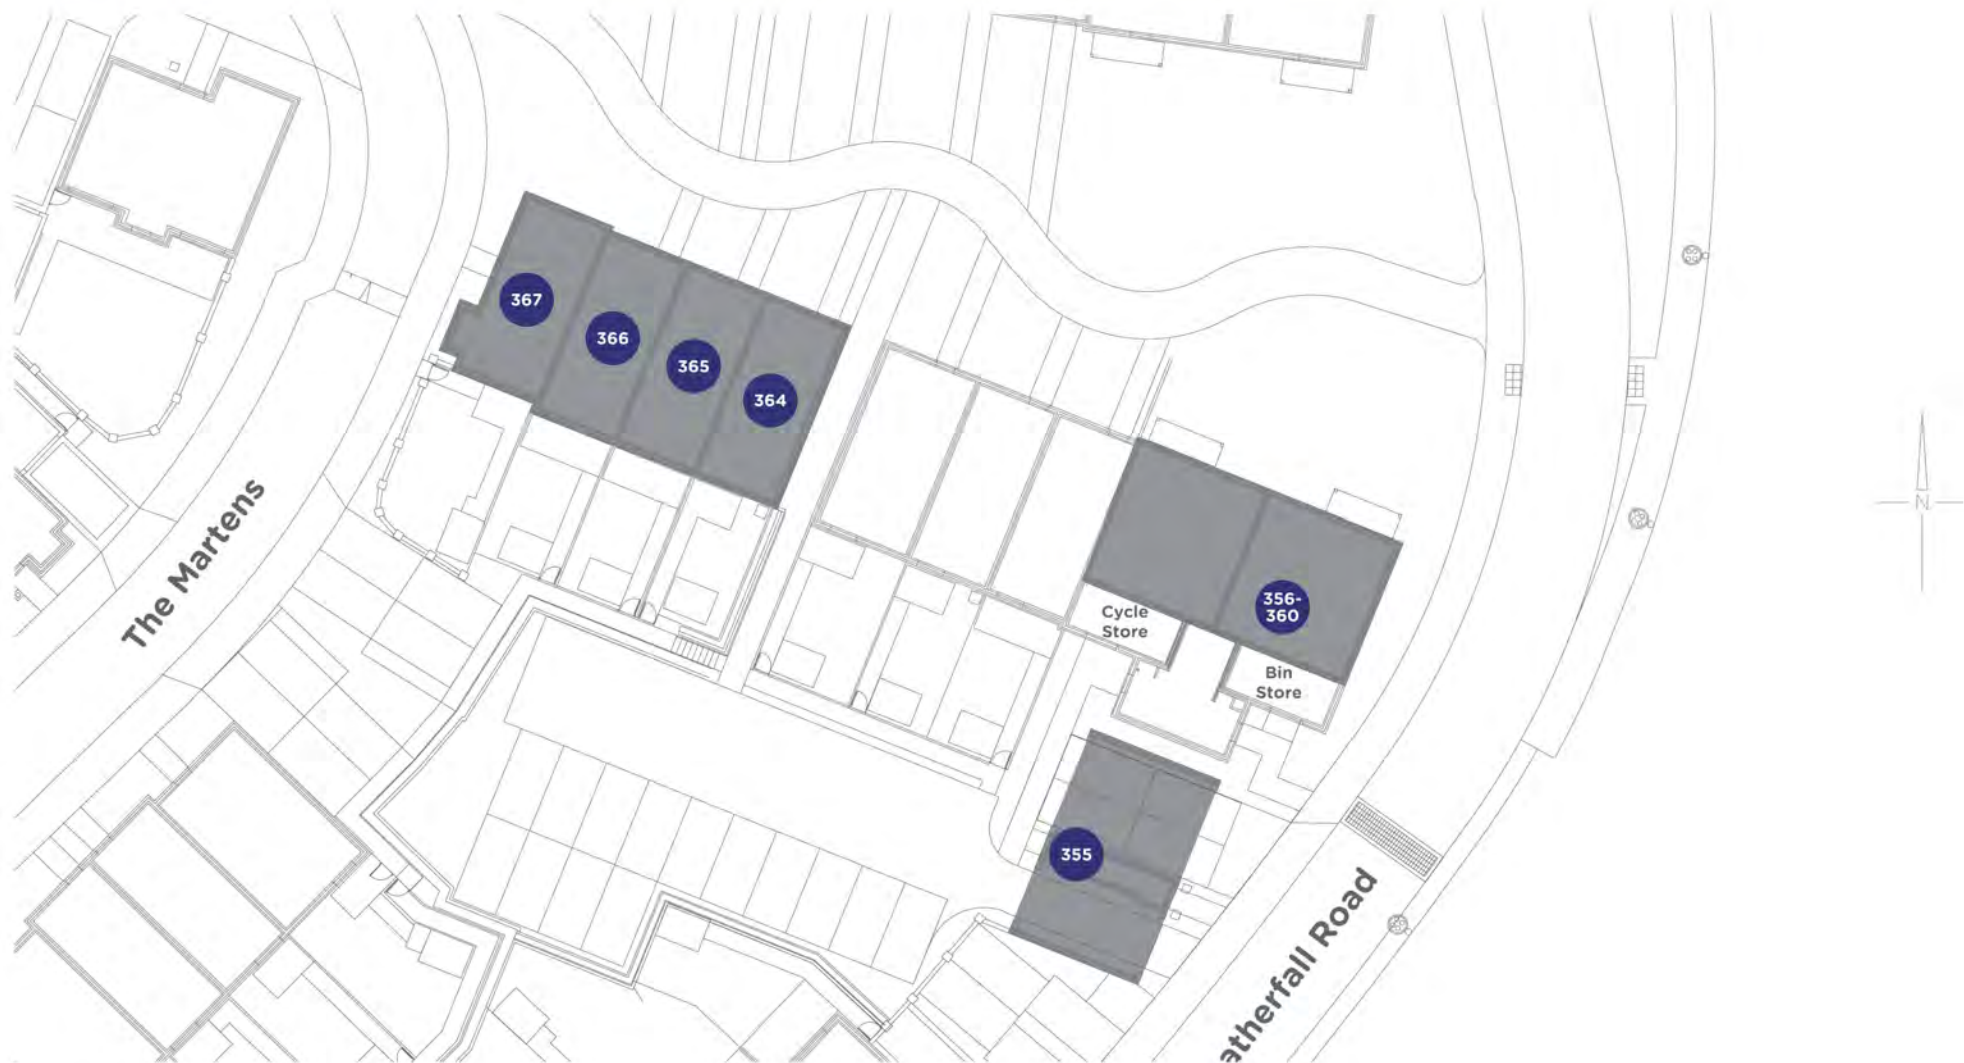 367
366
365
364
N
356-
360
Cycle
Store
Bin
Store
The Martens
355
atherfall Road